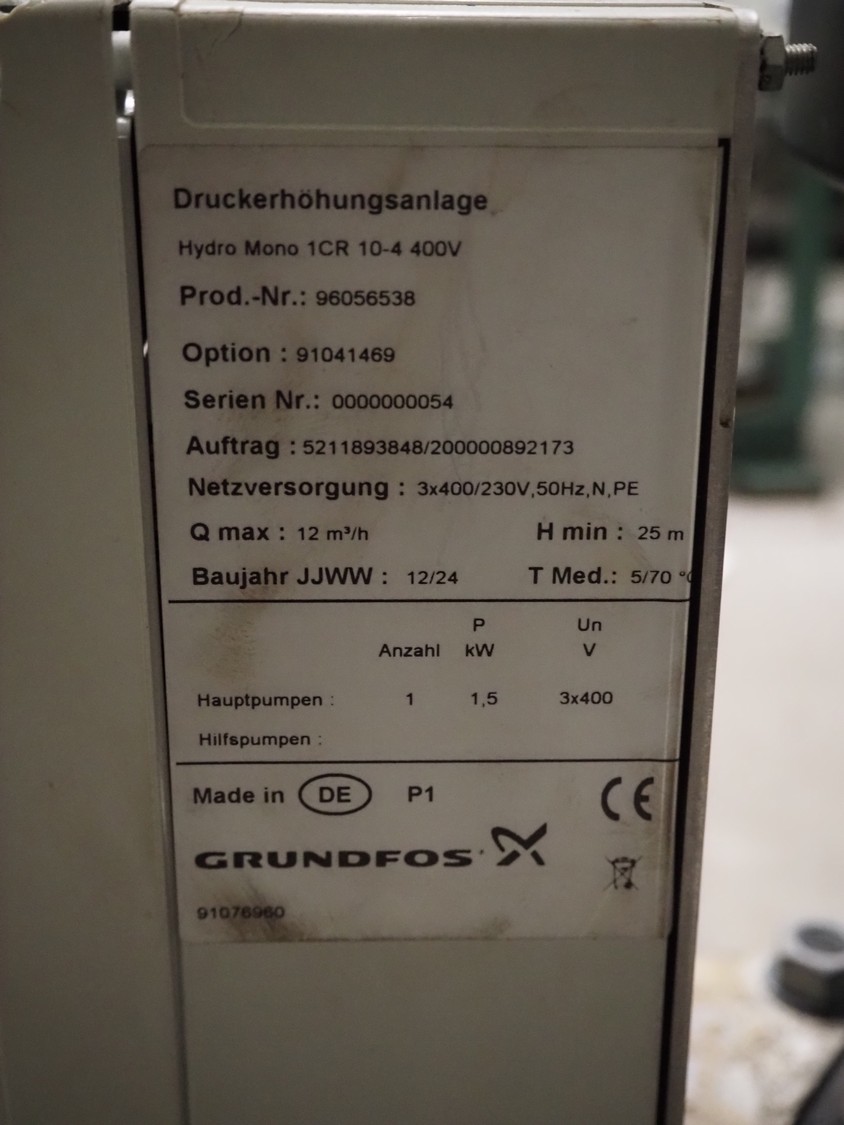 Druckerhöhungsanlage
Hydro Mono 1CR 10-4 400V
Prod.-Nr.: 96056538
Option : 91041469
Serien Nr.: 0000000054
Auftrag : 5211893848/200000892173
Netzversorgung : 3x400/230V,50Hz,N,PE
Q max : 12 m³/h H min : 25 m
Baujahr JJWW : 12/24 T Med.: 5/70 °C
P Un
Anzahl kW V
Hauptpumpen : 1 1,5 3x400
Hilfspumpen :
Made in DE P1 CE
GRUNDFOS
91076960